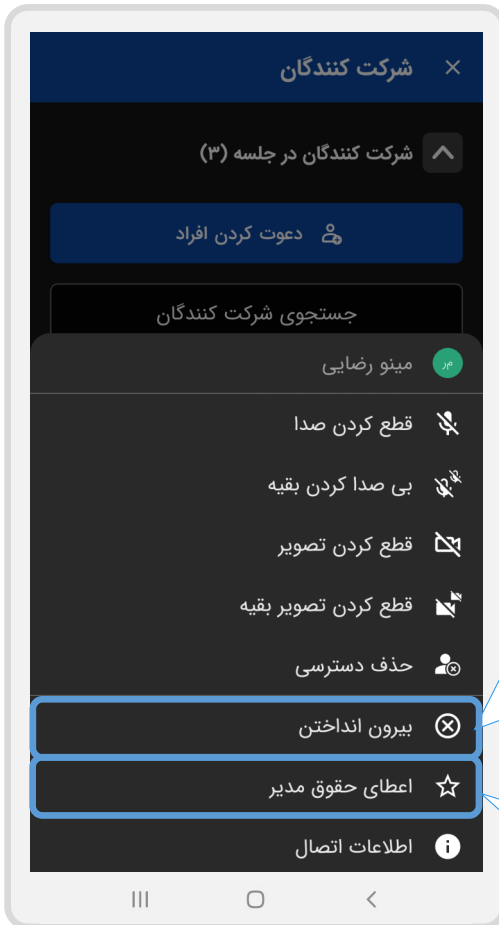 شرکت کنندگان
شرکت کنندگان در جلسه (۳)
دعوت کردن افراد
جستجوی شرکت کنندگان
مر
مینو رضایی
قطع کردن صدا
بی صدا کردن بقیه
قطع کردن تصویر
قطع کردن تصویر بقیه
حذف دسترسی
بیرون انداختن
اعطای حقوق مدیر
اطلاعات اتصال